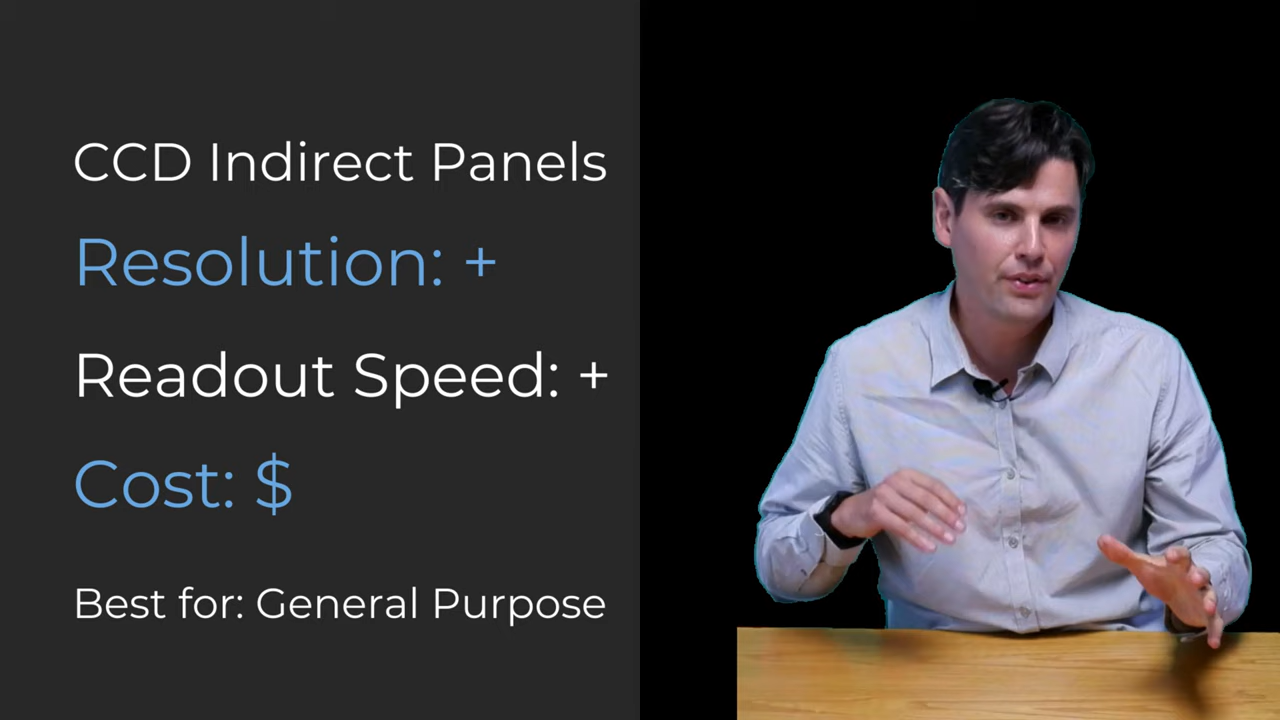 CCD Indirect Panels
Resolution: +
Readout Speed: +
Cost: $
Best for: General Purpose